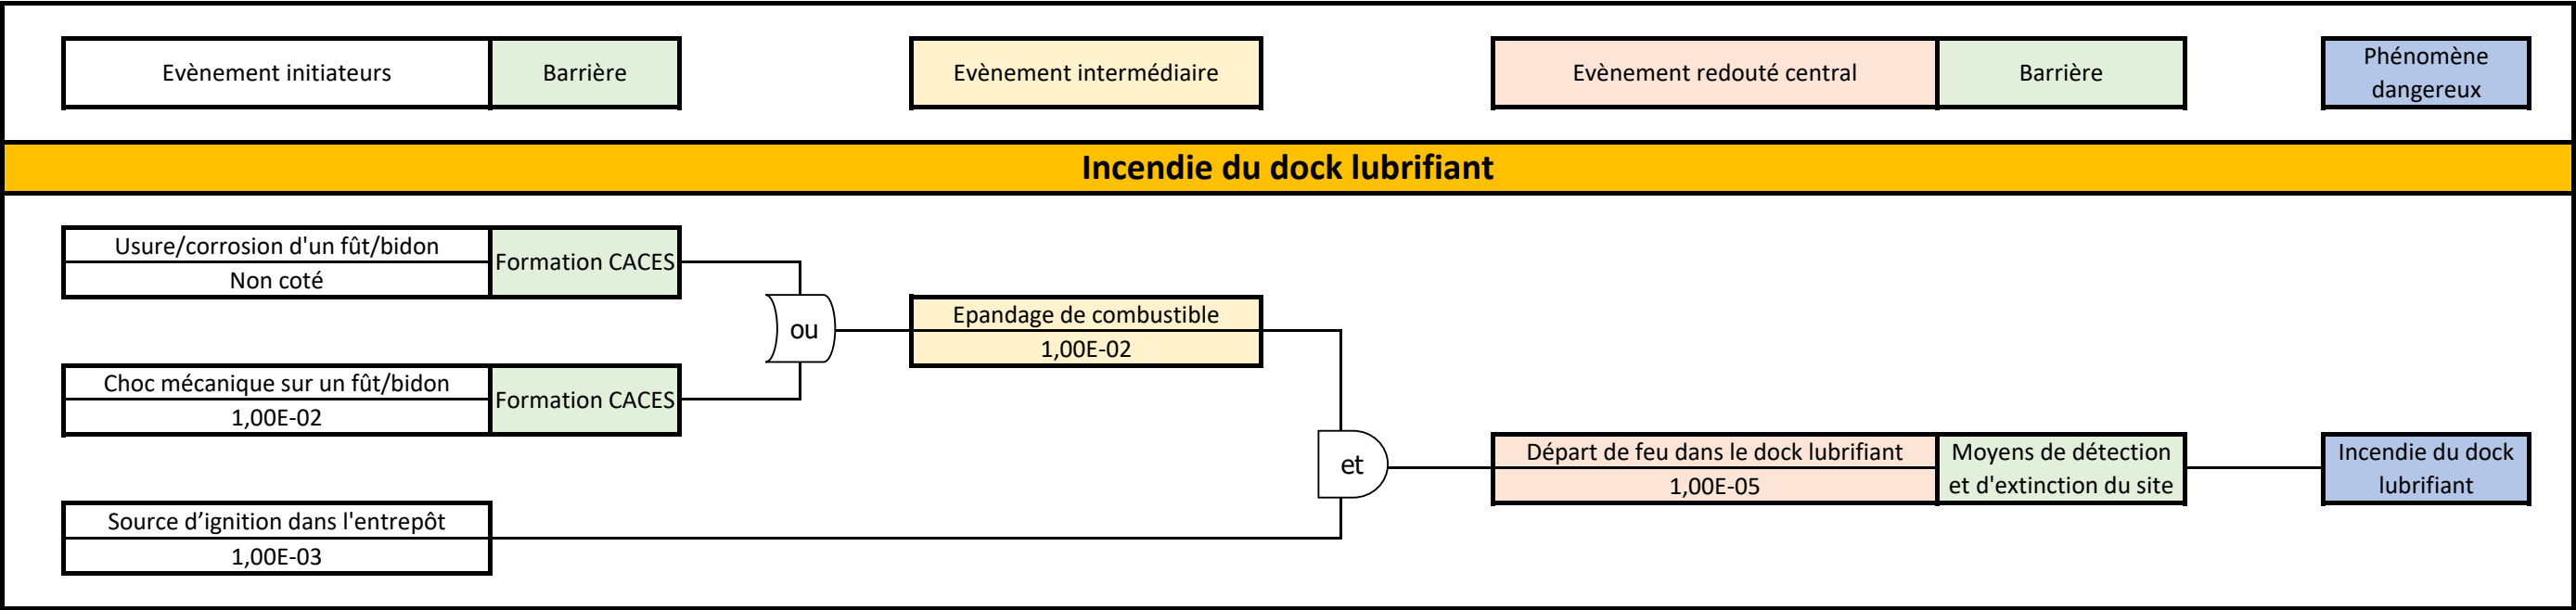 Evènement initiateurs
Barrière
Evènement intermédiaire
Evènement redouté central
Barrière
Phénomène
dangereux
Incendie du dock lubrifiant
Usure/corrosion d'un fût/bidon
Non coté
Formation CACES
ou
Epandage de combustible
1,00E-02
Choc mécanique sur un fût/bidon
1,00E-02
Formation CACES
et
Départ de feu dans le dock lubrifiant
1,00E-05
Moyens de détection
et d'extinction du site
Incendie du dock
lubrifiant
Source d’ignition dans l'entrepôt
1,00E-03